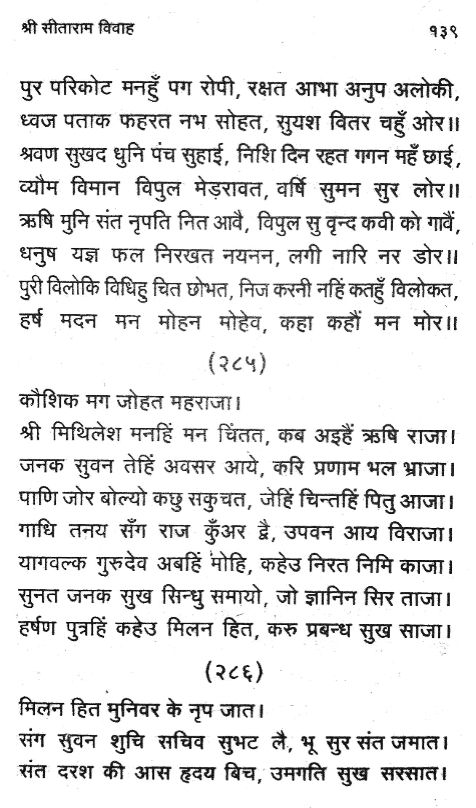 श्री सीताराम विवाह १३९
पुर परिकोट मनहुँ पग रोपी, रक्षत आभा अनुप अलोकी,
ध्वज पताक फहरत नभ सोहत, सुयश वितर चहुँ ओर॥
श्रवण सुखद धुनि पंच सुहाई, निशि दिन रहत गगन महँ छाई,
व्यौम विमान विपुल मेड़रावत, वर्षि सुमन सुर लोर॥
ऋषि मुनि संत नृपति नित आवै, विपुल सु वृन्द कवी को गावैं,
धनुष यज्ञ फल निरखत नयनन, लगी नारि नर डोर॥
पुरी विलोकि विधिहु चित छोभत, निज करनी नहिं कतहुँ विलोकत,
हर्ष मदन मन मोहन मोहेव, कहा कहौं मन मोर॥
(२८५)
कौशिक मग जोहत महराजा।
श्री मिथिलेश मनहिं मन चिंतत, कब अइहैं ऋषि राजा।
जनक सुवन तेहिं अवसर आये, करि प्रणाम भल भ्राजा।
पाणि जोर बोल्यो कछु सकुचत, जेहिं चिन्तहिं पितु आजा।
गाधि तनय सँग राज कुँअर द्वै, उपवन आय विराजा।
यागवल्क गुरुदेव अबहिं मोहि, कहेउ निरत निमि काजा।
सुनत जनक सुख सिन्धु समायो, जो ज्ञानिन सिर ताजा।
हर्षण पुत्रहिं कहेउ मिलन हित, करु प्रबन्ध सुख साजा।
(२८६)
मिलन हित मुनिवर के नृप जात।
संग सुवन शुचि सचिव सुभट लै, भू सुर संत जमात।
संत दरश की आस हृदय बिच, उमगति सुख सरसात।